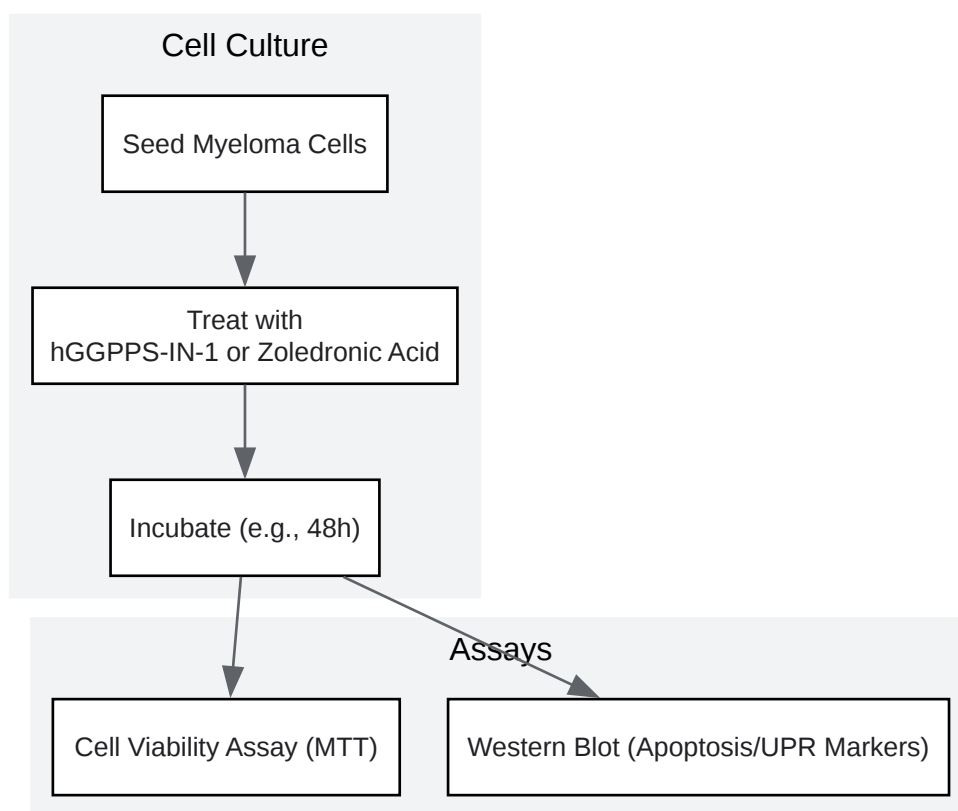 Cell Culture
Seed Myeloma Cells
Treat with
hGGPPS-IN-1 or Zoledronic Acid
Incubate (e.g., 48h)
Assays
Cell Viability Assay (MTT)
Western Blot (Apoptosis/UPR Markers)